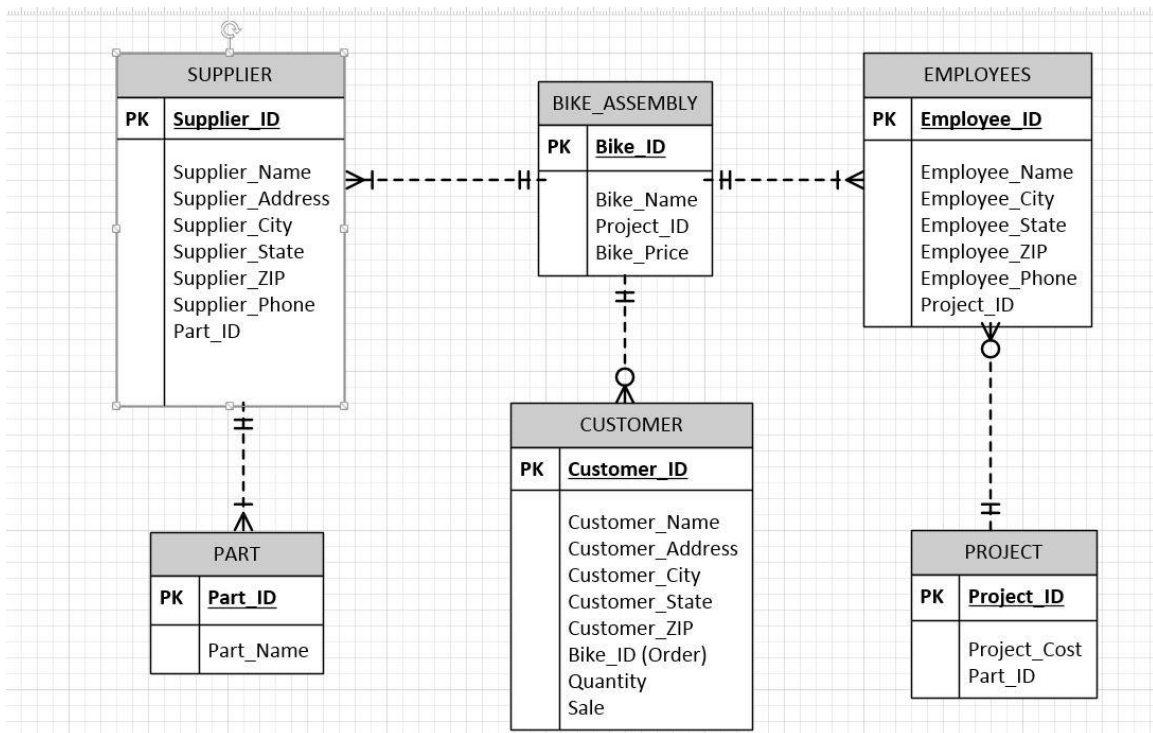 SUPPLIER
PK Supplier_ID
Supplier_Name
Supplier_Address
Supplier_City
Supplier_State
Supplier_ZIP
Supplier_Phone
Part_ID
BIKE_ASSEMBLY
PK Bike_ID
Bike_Name
Project_ID
Bike_Price
EMPLOYEES
PK Employee_ID
Employee_Name
Employee_City
Employee_State
Employee_ZIP
Employee_Phone
Project_ID
PART
PK Part_ID
Part_Name
CUSTOMER
PK Customer_ID
Customer_Name
Customer_Address
Customer_City
Customer_State
Customer_ZIP
Bike_ID (Order)
Quantity
Sale
PROJECT
PK Project_ID
Project_Cost
Part_ID